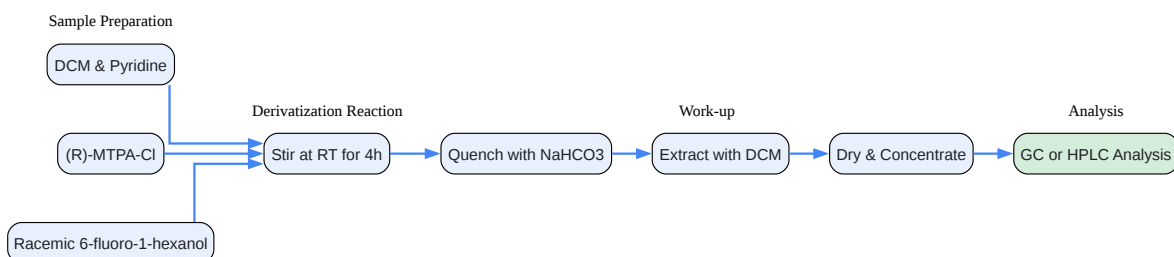 Sample Preparation
DCM & Pyridine
Derivatization Reaction
Work-up
Analysis
(R)-MTPA-Cl
Stir at RT for 4h
Quench with NaHCO3
Extract with DCM
Dry & Concentrate
GC or HPLC Analysis
Racemic 6-fluoro-1-hexanol